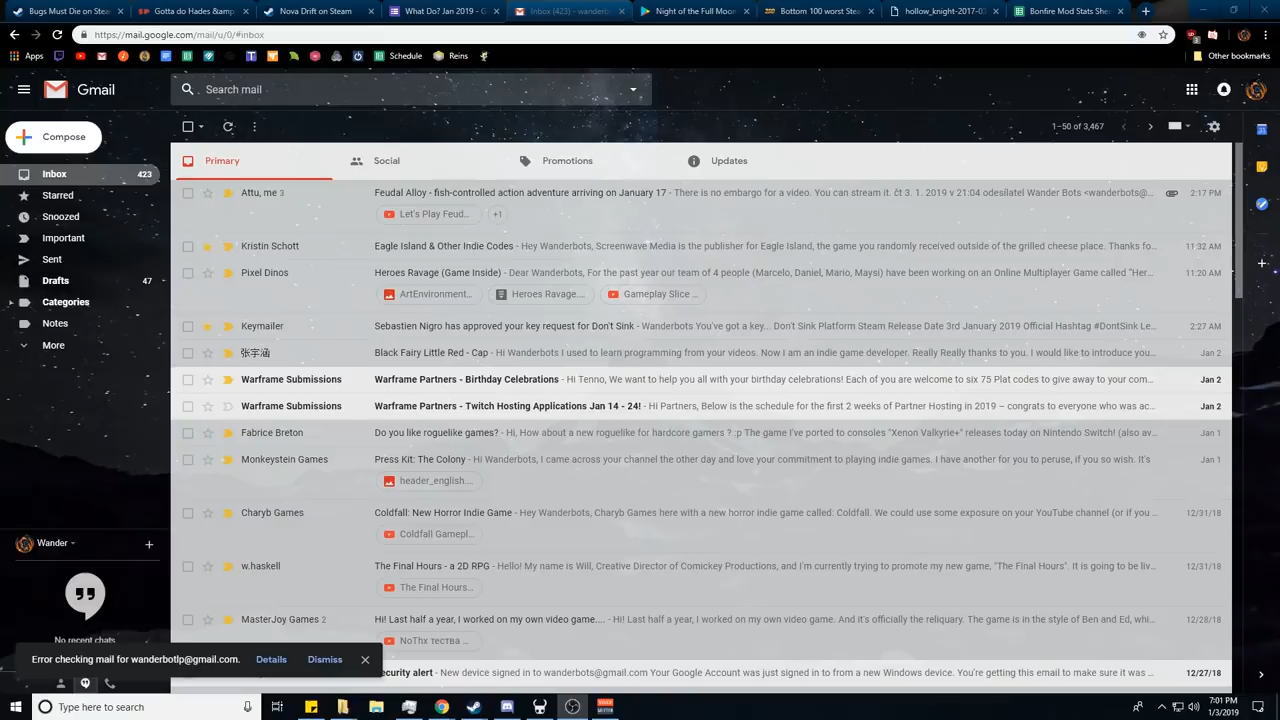 Bugs Must Die on Stea
Gotta do Hades &amp
Nova Drift on Steam
What Do? Jan 2019 - G
Inbox (423) - wanderb
Night of the Full Moon
Bottom 100 worst Stea
hollow_knight-2017-03
Bonfire Mod Stats She
https://mail.google.com/mail/u/0/#inbox
Apps
Schedule
Reins
Other bookmarks
Gmail
Search mail
Compose
1–50 of 3,467
Inbox 423
Starred
Snoozed
Important
Sent
Drafts 47
Categories
Notes
More
Primary
Social
Promotions
Updates
Attu, me 3 Feudal Alloy - fish-controlled action adventure arriving on January 17 - There is no embargo for a video. You can stream it. čt 3. 1. 2019 v 21:04 odesílatel Wander Bots <wanderbots@... 2:17 PM
Let's Play Feud... +1
Kristin Schott Eagle Island & Other Indie Codes - Hey Wanderbots, Screenwave Media is the publisher for Eagle Island, the game you randomly received outside of the grilled cheese place. Thanks fo... 11:32 AM
Pixel Dinos Heroes Ravage (Game Inside) - Dear Wanderbots, For the past year our team of 4 people (Marcelo, Daniel, Mario, Maysi) have been working on an Online Multiplayer Game called "Her... 11:20 AM
ArtEnvironment... Heroes Ravage.... Gameplay Slice ...
Keymailer Sebastien Nigro has approved your key request for Don't Sink - Wanderbots You've got a key... Don't Sink Platform Steam Release Date 3rd January 2019 Official Hashtag #DontSink Le... 2:27 AM
张宇涵 Black Fairy Little Red - Cap - Hi Wanderbots I used to learn programming from your videos. Now I am an indie game developer. Really Really thanks to you. I would like to introduce you... Jan 2
Warframe Submissions Warframe Partners - Birthday Celebrations - Hi Tenno, We want to help you all with your birthday celebrations! Each of you are welcome to six 75 Plat codes to give away to your com... Jan 2
Warframe Submissions Warframe Partners - Twitch Hosting Applications Jan 14 - 24! - Hi Partners, Below is the schedule for the first 2 weeks of Partner Hosting in 2019 – congrats to everyone who was ac... Jan 2
Fabrice Breton Do you like roguelike games? - Hi, How about a new roguelike for hardcore gamers ? :p The game I've ported to consoles "Xenon Valkyrie+" releases today on Nintendo Switch! (also av... Jan 1
Monkeystein Games Press Kit: The Colony - Hi Wanderbots, I came across your channel the other day and love your commitment to playing indie games. I have another for you to peruse, if you so wish. It's Jan 1
header_english....
Charyb Games Coldfall: New Horror Indie Game - Hey Wanderbots, Charyb Games here with a new horror indie game called: Coldfall. We could use some exposure on your YouTube channel (or if you ... 12/31/18
Coldfall Gamepl...
w.haskell The Final Hours - a 2D RPG - Hello! My name is Will, Creative Director of Comickey Productions, and I'm currently trying to promote my new game, "The Final Hours". It is going to be liv... 12/31/18
The Final Hours...
MasterJoy Games 2 Hi! Last half a year, I worked on my own video game.... - Hi! Last half a year, I worked on my own video game. And it's officially the reliquary. The game is in the style of Ben and Ed, whi... 12/28/18
NoThx тества ...
ecurity alert - New device signed in to wanderbots@gmail.com Your Google Account was just signed in to from a new Windows device. You're getting this email to make sure it was ... 12/27/18
Wander
No recent chats
Error checking mail for wanderbotlp@gmail.com. Details Dismiss
Type here to search
7:01 PM
1/3/2019